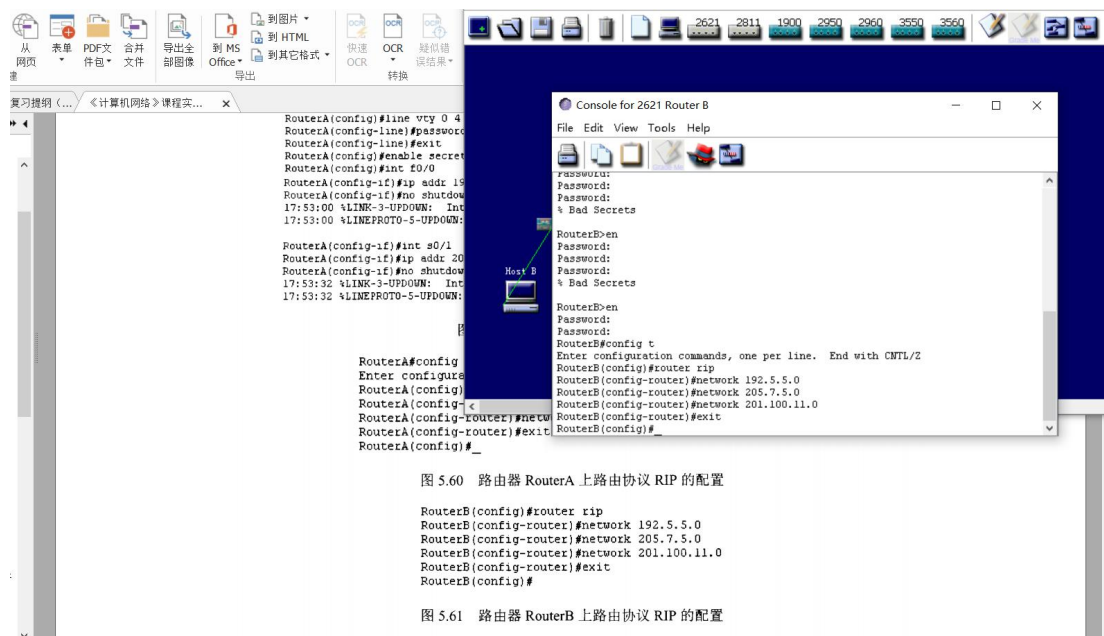 从
网页
表单
PDF文
件包
合并
文件
导出全
部图像
到 MS
Office
到图片
到 HTML
到其它格式
导出
快速
OCR
OCR
疑似错
误结果
转换
2621 2811 1900 2950 2960 3550 3560
复习提纲（...
《计算机网络》课程实... x
RouterA(config)#line vty 0 4
RouterA(config-line)#password
RouterA(config-line)#exit
RouterA(config)#enable secret
RouterA(config)#int f0/0
RouterA(config-if)#ip addr 19
RouterA(config-if)#no shutdow
17:53:00 %LINK-3-UPDOWN: Int
17:53:00 %LINEPROTO-5-UPDOWN:
RouterA(config-if)#int s0/1
RouterA(config-if)#ip addr 20
RouterA(config-if)#no shutdow
17:53:32 %LINK-3-UPDOWN: Int
17:53:32 %LINEPROTO-5-UPDOWN:
RouterA#config
Enter configura
RouterA(config)
RouterA(config-
RouterA(config-router)#netw
RouterA(config-router)#exit
RouterA(config)#_
图 5.60 路由器 RouterA 上路由协议 RIP 的配置
RouterB(config)#router rip
RouterB(config-router)#network 192.5.5.0
RouterB(config-router)#network 205.7.5.0
RouterB(config-router)#network 201.100.11.0
RouterB(config-router)#exit
RouterB(config)#
图 5.61 路由器 RouterB 上路由协议 RIP 的配置
Host B
Console for 2621 Router B
File Edit View Tools Help
Password:
Password:
Password:
% Bad Secrets
RouterB>en
Password:
Password:
Password:
% Bad Secrets
RouterB>en
Password:
Password:
RouterB#config t
Enter configuration commands, one per line. End with CNTL/Z
RouterB(config)#router rip
RouterB(config-router)#network 192.5.5.0
RouterB(config-router)#network 205.7.5.0
RouterB(config-router)#network 201.100.11.0
RouterB(config-router)#exit
RouterB(config)#_